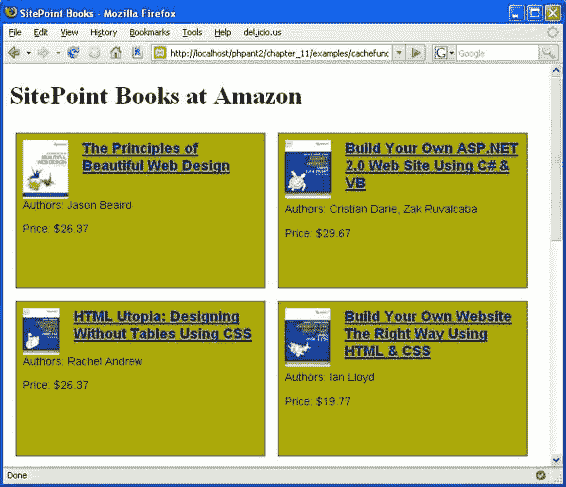 SitePoint Books - Mozilla Firefox
File Edit View History Bookmarks Tools Help del.icio.us
http://localhost/phpant2/chapter_11/examples/cachefunc
G Google
SitePoint Books at Amazon
The Principles of
Beautiful Web Design
Authors: Jason Beaird
Price: $26.37
Build Your Own ASP.NET
2.0 Web Site Using C# &
VB
Authors: Cristian Darie, Zak Ruvalcaba
Price: $29.67
HTML Utopia: Designing
Without Tables Using CSS
Authors: Rachel Andrew
Price: $26.37
Build Your Own Website
The Right Way Using
HTML & CSS
Authors: Ian Lloyd
Price: $19.77
Done